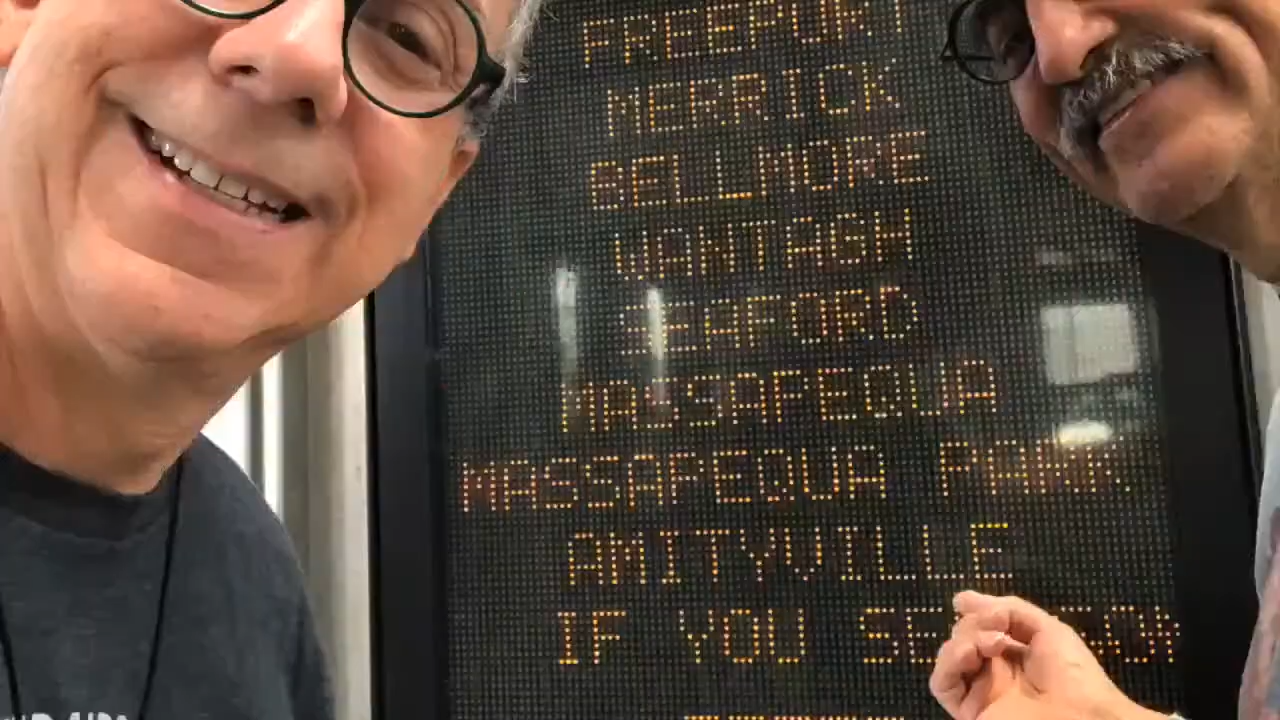 FREEPORT
MERRICK
BELLMORE
WANTAGH
SEAFORD
MASSAPEQUA
MASSAPEQUA PARK
AMITYVILLE
IF YOU